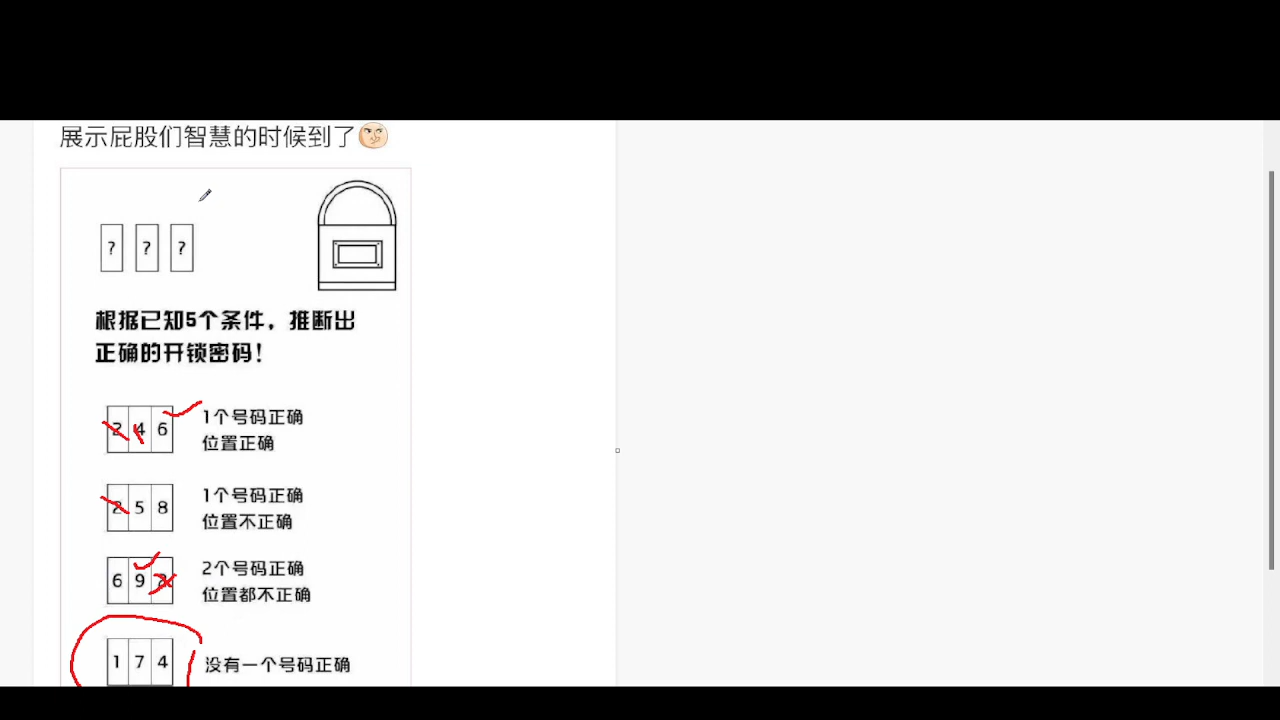 展示屁股们智慧的时候到了
? ? ?
根据已知5个条件，推断出
正确的开锁密码！
2 4 6
1个号码正确
位置正确
2 5 8
1个号码正确
位置不正确
6 9 2
2个号码正确
位置都不正确
1 7 4
没有一个号码正确